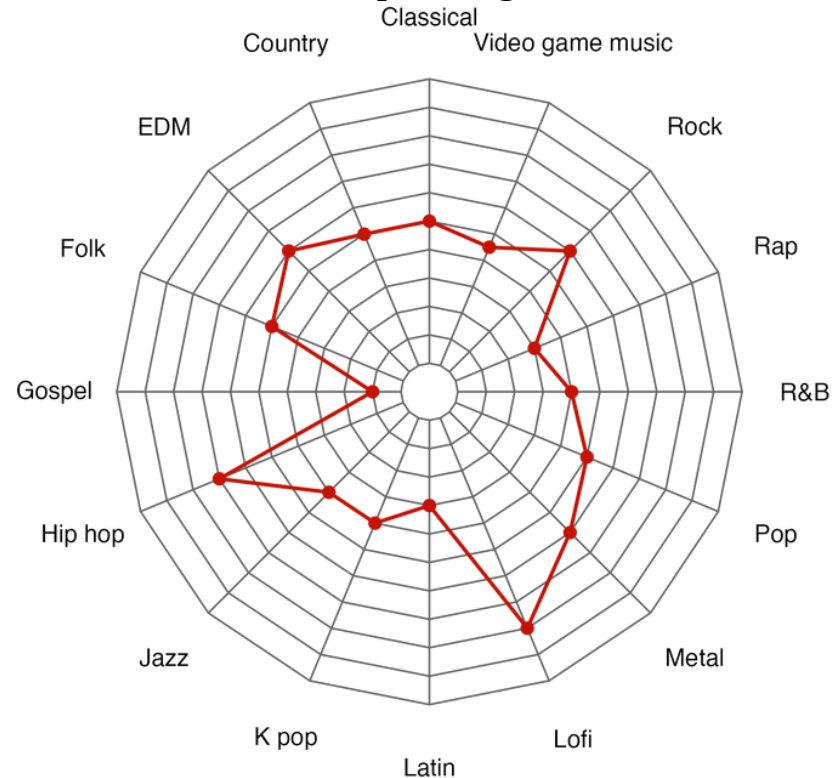 Classical
Country
Video game music
EDM
Rock
Folk
Rap
Gospel
R&B
Hip hop
Pop
Jazz
Metal
K pop
Lofi
Latin